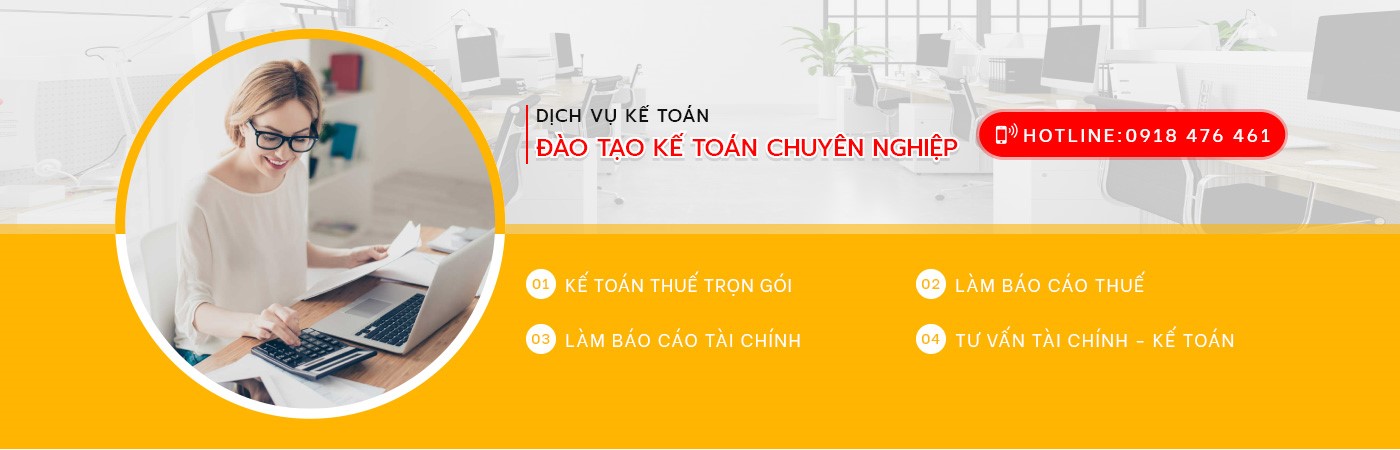 DỊCH VỤ KẾ TOÁN
ĐÀO TẠO KẾ TOÁN CHUYÊN NGHIỆP
HOTLINE:0918 476 461
01 KẾ TOÁN THUẾ TRỌN GÓI
02 LÀM BÁO CÁO THUẾ
03 LÀM BÁO CÁO TÀI CHÍNH
04 TƯ VẤN TÀI CHÍNH - KẾ TOÁN